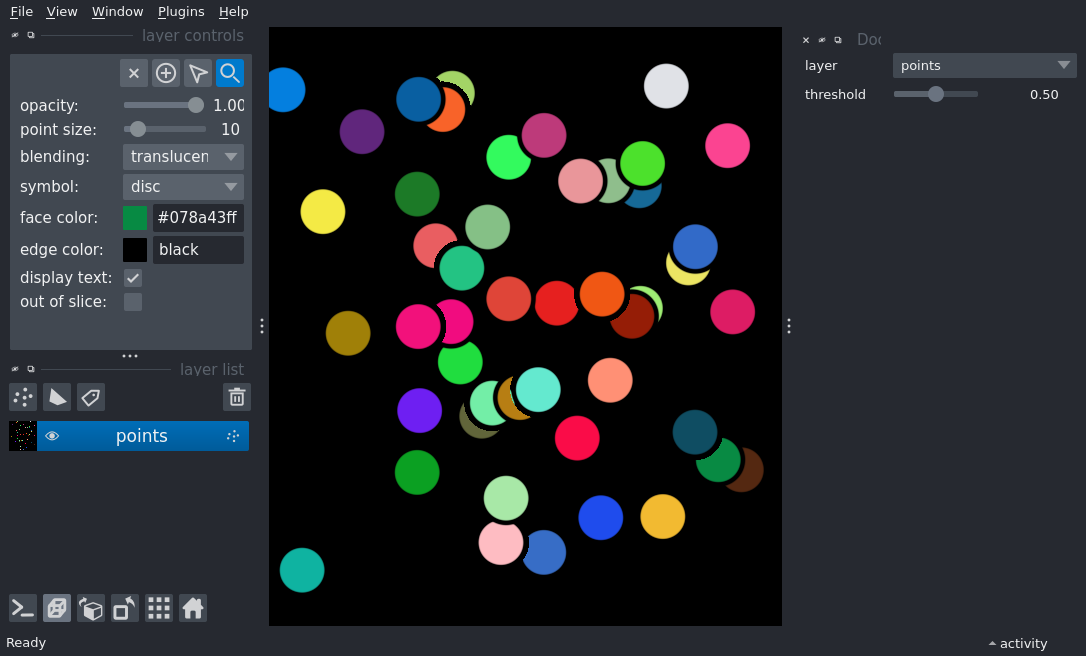 File View Window Plugins Help
layer controls
opacity: 1.00
point size: 10
blending: translucen
symbol: disc
face color: #078a43ff
edge color: black
display text:
out of slice:
layer list
points
Ready
Doc
layer points
threshold 0.50
activity